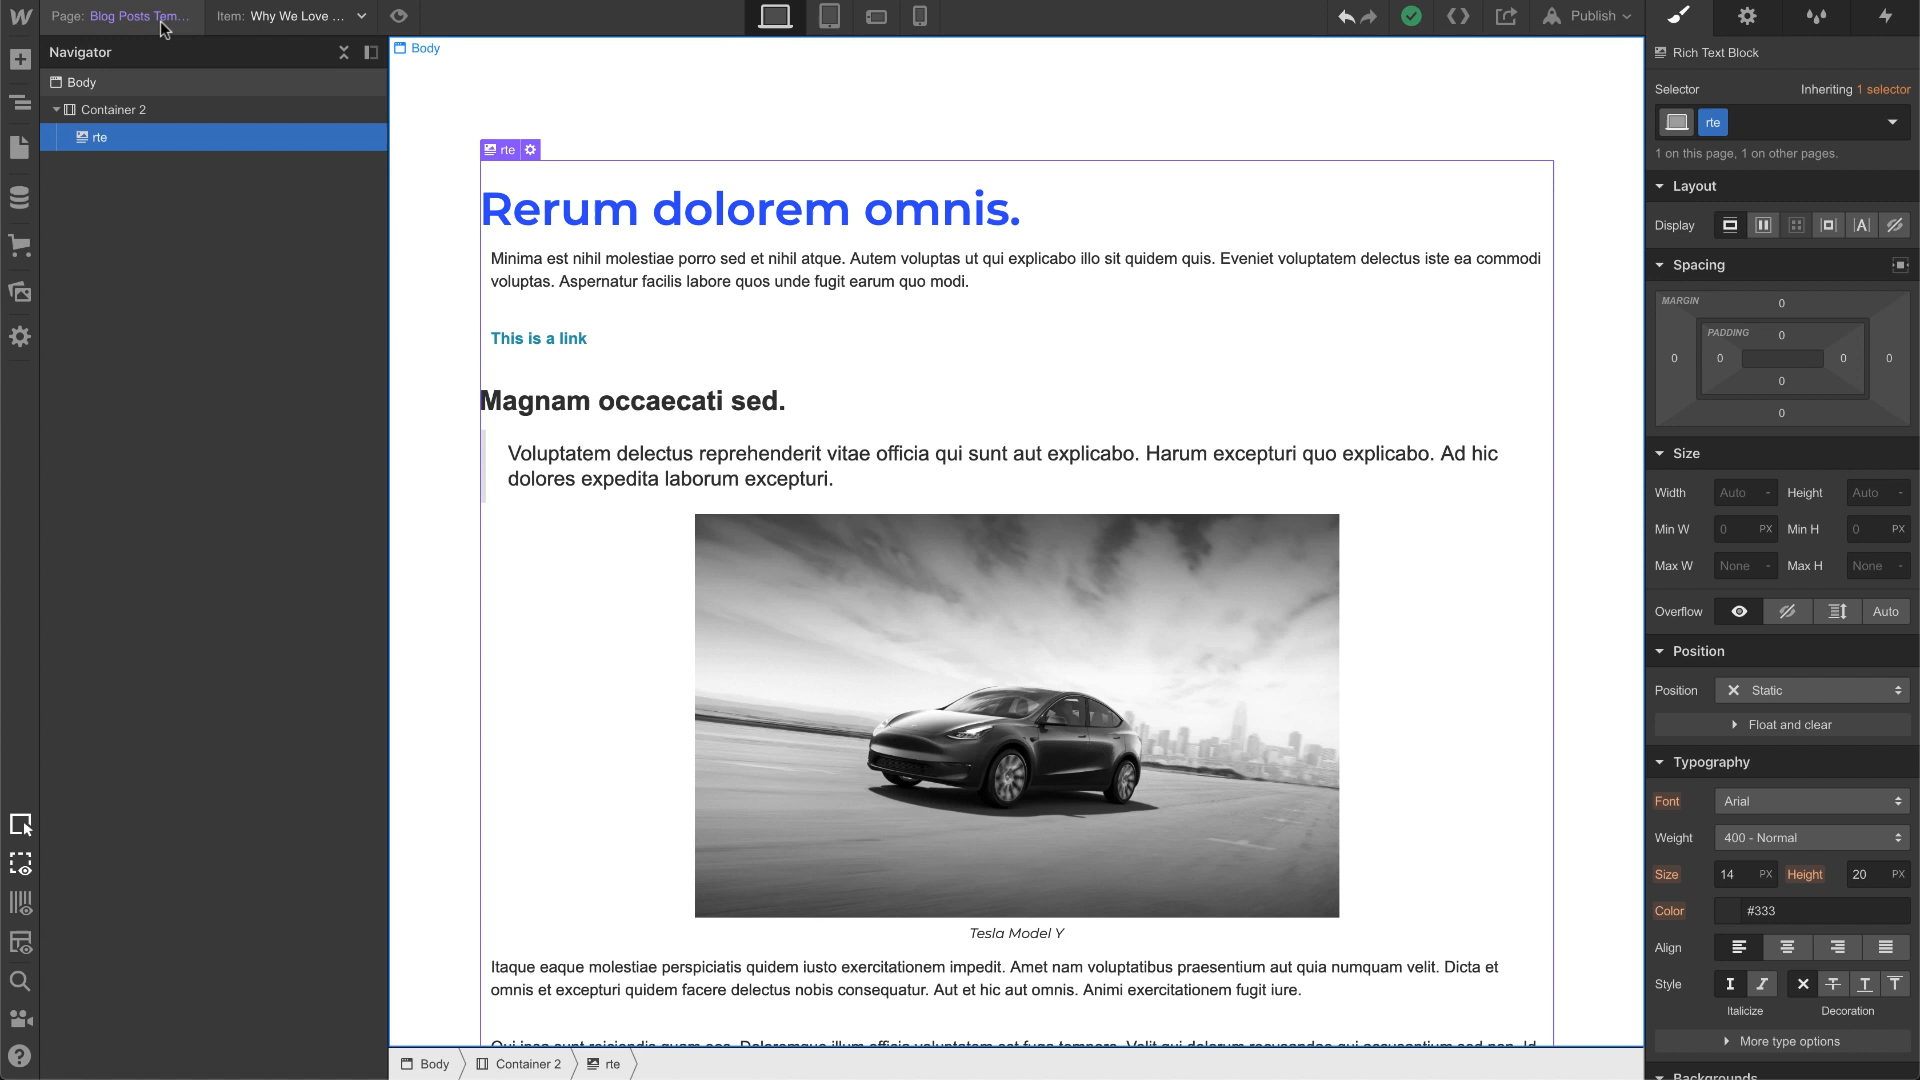 Page: Blog Posts Tem...
Item: Why We Love ...
Publish
Navigator
Body
Container 2
rte
Body
rte
Rerum dolorem omnis.
Minima est nihil molestiae porro sed et nihil atque. Autem voluptas ut qui explicabo illo sit quidem quis. Eveniet voluptatem delectus iste ea commodi
voluptas. Aspernatur facilis labore quos unde fugit earum quo modi.
This is a link
Magnam occaecati sed.
Voluptatem delectus reprehenderit vitae officia qui sunt aut explicabo. Harum excepturi quo explicabo. Ad hic
dolores expedita laborum excepturi.
Tesla Model Y
Itaque eaque molestiae perspiciatis quidem iusto exercitationem impedit. Amet nam voluptatibus praesentium aut quia numquam velit. Dicta et
omnis et excepturi quidem facere delectus nobis consequatur. Aut et hic aut omnis. Animi exercitationem fugit iure.
Body
Container 2
rte
Rich Text Block
Selector
Inheriting 1 selector
rte
1 on this page, 1 on other pages.
Layout
Display
Spacing
MARGIN
0
PADDING
0
0
0
0
0
0
0
Size
Width
Auto -
Height
Auto -
Min W
0 PX
Min H
0 PX
Max W
None -
Max H
None -
Overflow
Auto
Position
Position
Static
Float and clear
Typography
Font
Arial
Weight
400 - Normal
Size
14 PX
Height
20 PX
Color
#333
Align
Style
Italicize
Decoration
More type options
Backgrounds